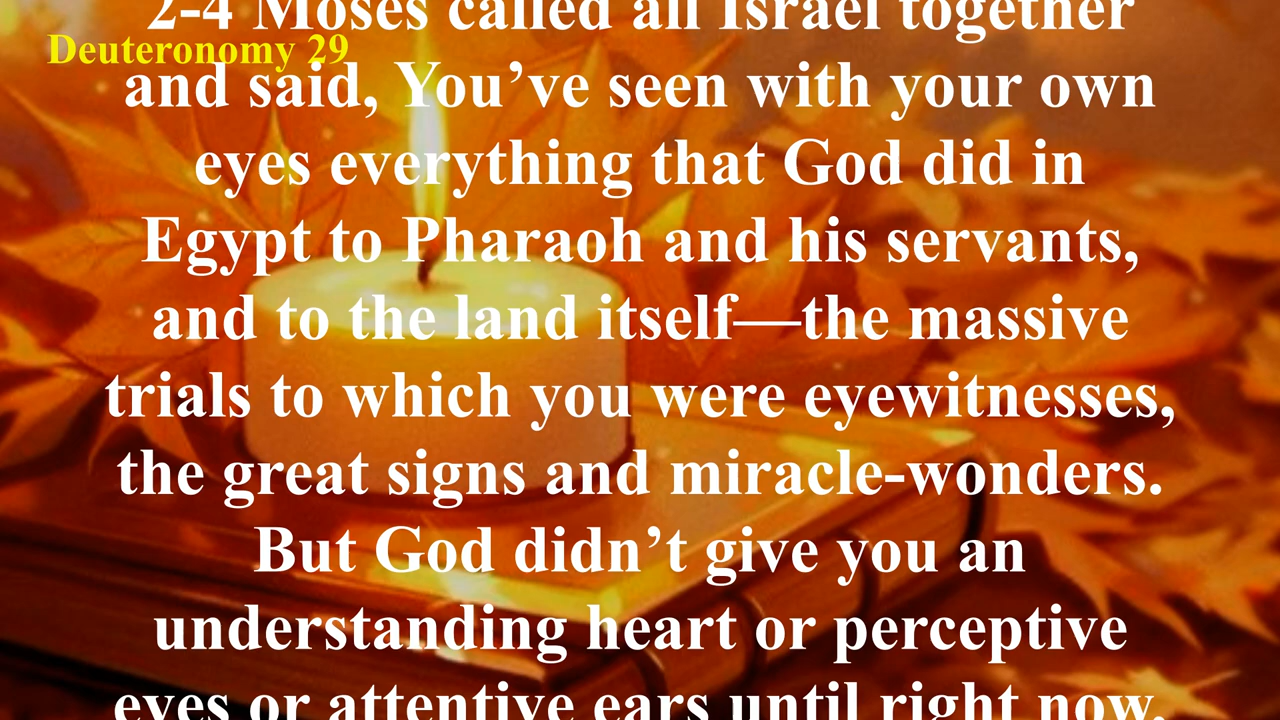 2-4 Moses called all Israel together
Deuteronomy 29
and said, You’ve seen with your own
eyes everything that God did in
Egypt to Pharaoh and his servants,
and to the land itself—the massive
trials to which you were eyewitnesses,
the great signs and miracle-wonders.
But God didn’t give you an
understanding heart or perceptive
eyes or attentive ears until right now